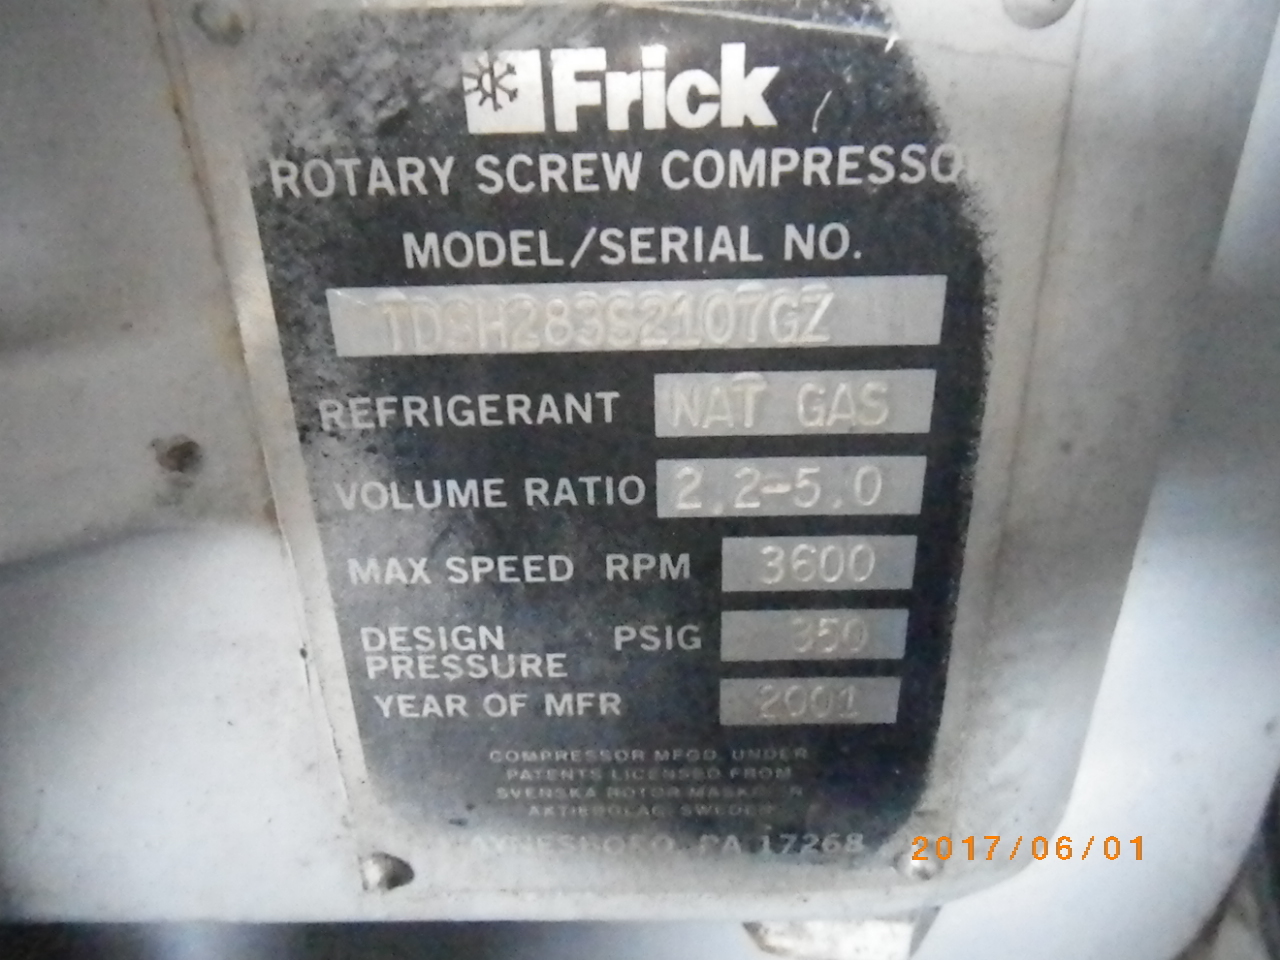 Frick
ROTARY SCREW COMPRESSO
MODEL/SERIAL NO.
TDSH283S2107GZ
REFRIGERANT NAT GAS
VOLUME RATIO 2.2-5.0
MAX SPEED RPM 3600
DESIGN PRESSURE PSIG 350
YEAR OF MFR 2001
COMPRESSOR MFGD. UNDER
PATENTS LICENSED FROM
SVENSKA ROTOR
SWEDEN
PA 17268
2017/06/01